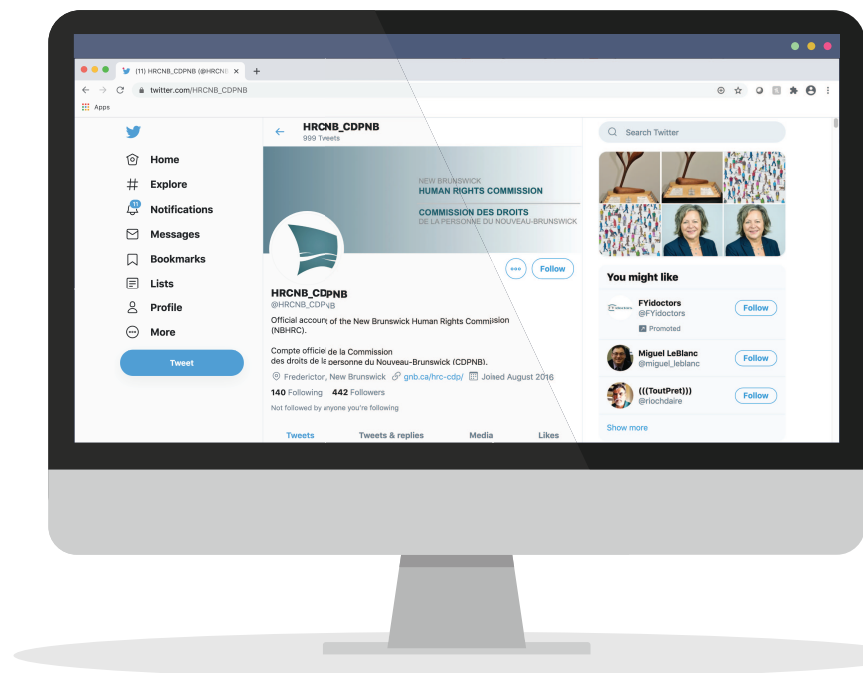 (11) HRCNB_CDPNB (@HRCNB
twitter.com/HRCNB_CDPNB
Apps
Home
Explore
11
Notifications
Messages
Bookmarks
Lists
Profile
More
Tweet
HRCNB_CDPNB
999 Tweets
NEW BRUNSWICK
HUMAN RIGHTS COMMISSION
COMMISSION DES DROITS
DE LA PERSONNE DU NOUVEAU-BRUNSWICK
Follow
HRCNB_CDPNB
@HRCNB_CDPNB
Official account of the New Brunswick Human Rights Commission
(NBHRC).
Compte officie de la Commission
des droits de la personne du Nouveau-Brunswick (CDPNB).
Frederictor, New Brunswick gnb.ca/hrc-cdp/ Joised August 2016
140 Following 442 Followers
Not followed by anyone you're following
Tweets Tweets & replies Media Likes
Search Twitter
You might like
FYidoctors
@FYidoctors
Promoted
Follow
Miguel LeBlanc
@miguel_leblanc
Follow
(((ToutPret)))
@riochdaire
Follow
Show more